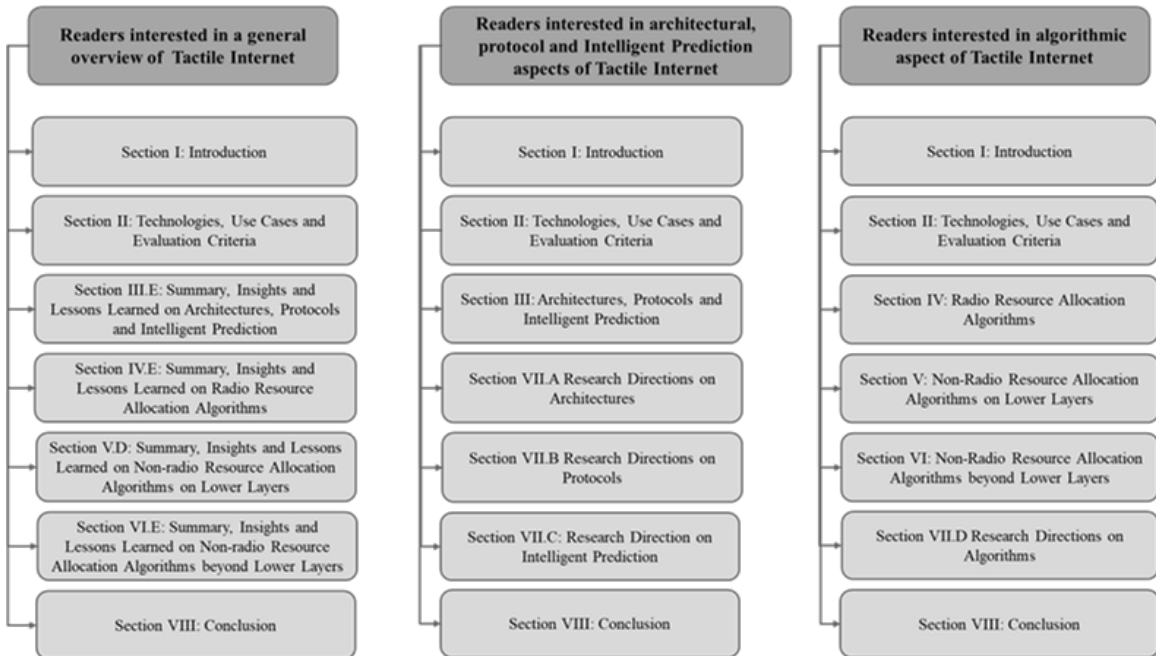 Readers interested in a general
overview of Tactile Internet
Section I: Introduction
Section II: Technologies, Use Cases and
Evaluation Criteria
Section III.E: Summary, Insights and
Lessons Learned on Architectures, Protocols
and Intelligent Prediction
Section IV.E: Summary, Insights and
Lessons Learned on Radio Resource
Allocation Algorithms
Section V.D: Summary, Insights and Lessons
Learned on Non-radio Resource Allocation
Algorithms on Lower Layers
Section VI.E: Summary, Insights and
Lessons Learned on Non-radio Resource
Allocation Algorithms beyond Lower Layers
Section VIII: Conclusion
Readers interested in architectural,
protocol and Intelligent Prediction
aspects of Tactile Internet
Section I: Introduction
Section II: Technologies, Use Cases and
Evaluation Criteria
Section III: Architectures, Protocols and
Intelligent Prediction
Section VII.A Research Directions on
Architectures
Section VII.B Research Directions on
Protocols
Section VII.C: Research Direction on
Intelligent Prediction
Section VIII: Conclusion
Readers interested in algorithmic
aspect of Tactile Internet
Section I: Introduction
Section II: Technologies, Use Cases and
Evaluation Criteria
Section IV: Radio Resource Allocation
Algorithms
Section V: Non-Radio Resource Allocation
Algorithms on Lower Layers
Section VI: Non-Radio Resource Allocation
Algorithms beyond Lower Layers
Section VII.D Research Directions on
Algorithms
Section VIII: Conclusion